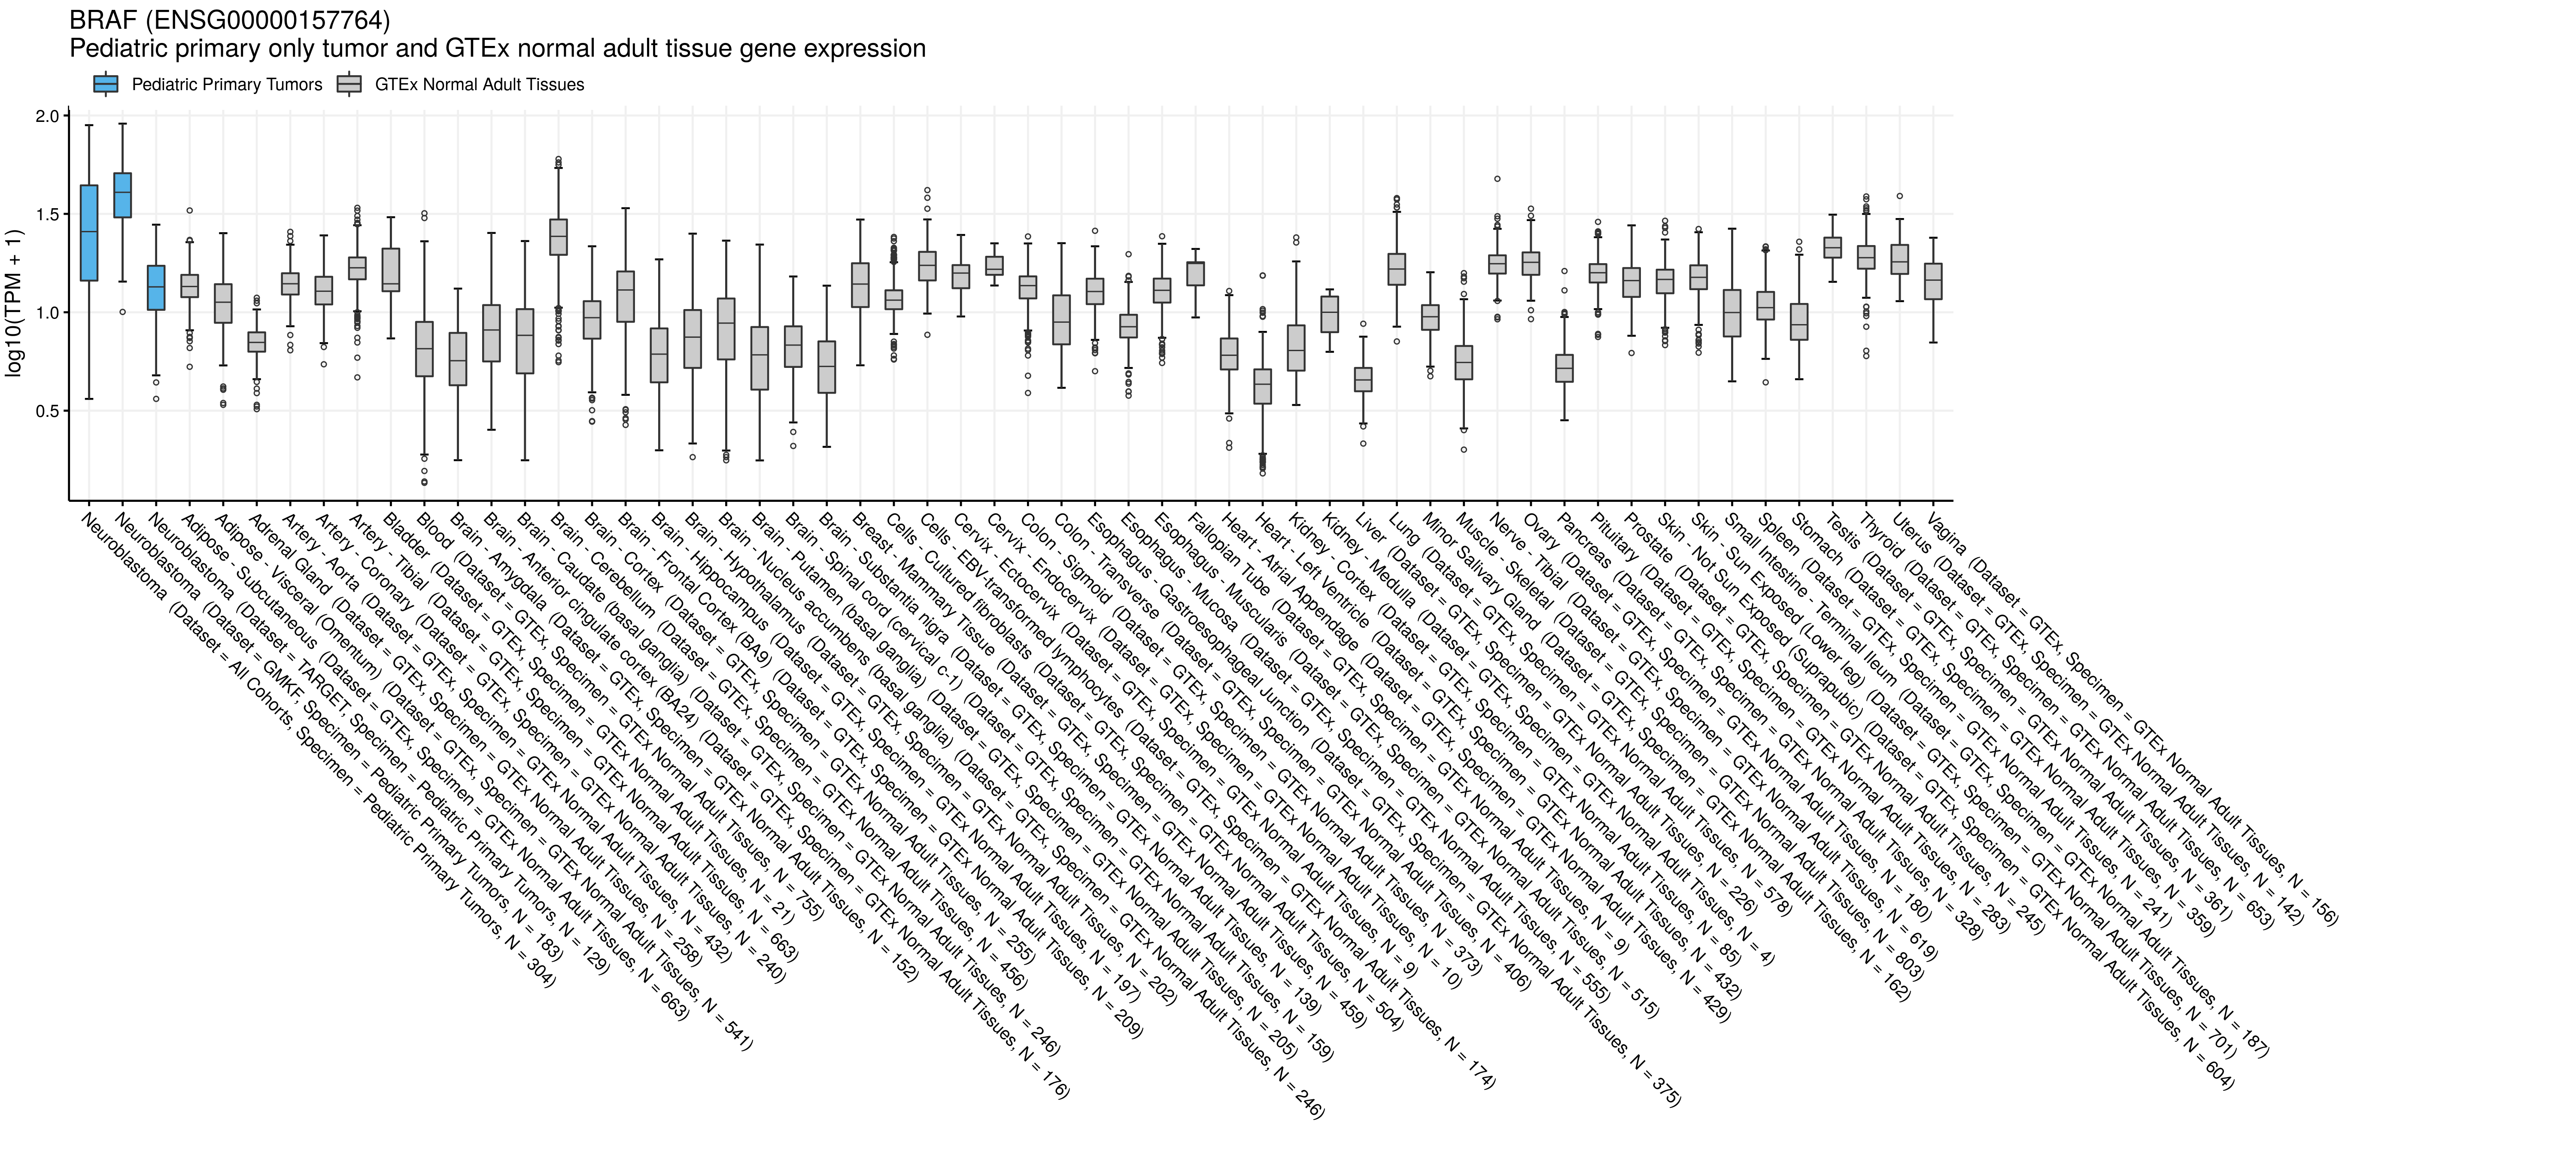 BRAF (ENSG00000157764)
Pediatric primary only tumor and GTEx normal adult tissue gene expression
Pediatric Primary Tumors
GTEx Normal Adult Tissues
log10(TPM + 1)
2.0
1.5
1.0
0.5
Neuroblastoma (Dataset = All Cohorts, Specimen = Pediatric Primary Tumors, N = 304)
Neuroblastoma (Dataset = GMKF, Specimen = Pediatric Primary Tumors, N = 183)
Neuroblastoma (Dataset = TARGET, Specimen = Pediatric Primary Tumors, N = 129)
Adipose - Subcutaneous (Dataset = GTEx, Specimen = GTEx Normal Adult Tissues, N = 663)
Adipose - Visceral (Omentum) (Dataset = GTEx, Specimen = GTEx Normal Adult Tissues, N = 541)
Adrenal Gland (Dataset = GTEx, Specimen = GTEx Normal Adult Tissues, N = 258)
Artery - Aorta (Dataset = GTEx, Specimen = GTEx Normal Adult Tissues, N = 432)
Artery - Coronary (Dataset = GTEx, Specimen = GTEx Normal Adult Tissues, N = 240)
Artery - Tibial (Dataset = GTEx, Specimen = GTEx Normal Adult Tissues, N = 663)
Bladder (Dataset = GTEx, Specimen = GTEx Normal Adult Tissues, N = 21)
Blood (Dataset = GTEx, Specimen = GTEx Normal Adult Tissues, N = 755)
Brain - Amygdala (Dataset = GTEx, Specimen = GTEx Normal Adult Tissues, N = 152)
Brain - Anterior cingulate cortex (BA24) (Dataset = GTEx, Specimen = GTEx Normal Adult Tissues, N = 176)
Brain - Caudate (basal ganglia) (Dataset = GTEx, Specimen = GTEx Normal Adult Tissues, N = 246)
Brain - Cerebellum (Dataset = GTEx, Specimen = GTEx Normal Adult Tissues, N = 456)
Brain - Cortex (Dataset = GTEx, Specimen = GTEx Normal Adult Tissues, N = 255)
Brain - Frontal Cortex (BA9) (Dataset = GTEx, Specimen = GTEx Normal Adult Tissues, N = 209)
Brain - Hippocampus (Dataset = GTEx, Specimen = GTEx Normal Adult Tissues, N = 197)
Brain - Hypothalamus (Dataset = GTEx, Specimen = GTEx Normal Adult Tissues, N = 202)
Brain - Nucleus accumbens (basal ganglia) (Dataset = GTEx, Specimen = GTEx Normal Adult Tissues, N = 246)
Brain - Putamen (basal ganglia) (Dataset = GTEx, Specimen = GTEx Normal Adult Tissues, N = 205)
Brain - Spinal cord (cervical c-1) (Dataset = GTEx, Specimen = GTEx Normal Adult Tissues, N = 159)
Brain - Substantia nigra (Dataset = GTEx, Specimen = GTEx Normal Adult Tissues, N = 139)
Breast - Mammary Tissue (Dataset = GTEx, Specimen = GTEx Normal Adult Tissues, N = 459)
Cells - Cultured fibroblasts (Dataset = GTEx, Specimen = GTEx Normal Adult Tissues, N = 504)
Cells - EBV-transformed lymphocytes (Dataset = GTEx, Specimen = GTEx Normal Adult Tissues, N = 174)
Cervix - Ectocervix (Dataset = GTEx, Specimen = GTEx Normal Adult Tissues, N = 9)
Cervix - Endocervix (Dataset = GTEx, Specimen = GTEx Normal Adult Tissues, N = 10)
Colon - Sigmoid (Dataset = GTEx, Specimen = GTEx Normal Adult Tissues, N = 373)
Colon - Transverse (Dataset = GTEx, Specimen = GTEx Normal Adult Tissues, N = 406)
Esophagus - Gastroesophageal Junction (Dataset = GTEx, Specimen = GTEx Normal Adult Tissues, N = 375)
Esophagus - Mucosa (Dataset = GTEx, Specimen = GTEx Normal Adult Tissues, N = 555)
Esophagus - Muscularis (Dataset = GTEx, Specimen = GTEx Normal Adult Tissues, N = 515)
Fallopian Tube (Dataset = GTEx, Specimen = GTEx Normal Adult Tissues, N = 9)
Heart - Atrial Appendage (Dataset = GTEx, Specimen = GTEx Normal Adult Tissues, N = 429)
Heart - Left Ventricle (Dataset = GTEx, Specimen = GTEx Normal Adult Tissues, N = 432)
Kidney - Cortex (Dataset = GTEx, Specimen = GTEx Normal Adult Tissues, N = 85)
Kidney - Medulla (Dataset = GTEx, Specimen = GTEx Normal Adult Tissues, N = 4)
Liver (Dataset = GTEx, Specimen = GTEx Normal Adult Tissues, N = 226)
Lung (Dataset = GTEx, Specimen = GTEx Normal Adult Tissues, N = 578)
Minor Salivary Gland (Dataset = GTEx, Specimen = GTEx Normal Adult Tissues, N = 162)
Muscle - Skeletal (Dataset = GTEx, Specimen = GTEx Normal Adult Tissues, N = 803)
Nerve - Tibial (Dataset = GTEx, Specimen = GTEx Normal Adult Tissues, N = 619)
Ovary (Dataset = GTEx, Specimen = GTEx Normal Adult Tissues, N = 180)
Pancreas (Dataset = GTEx, Specimen = GTEx Normal Adult Tissues, N = 328)
Pituitary (Dataset = GTEx, Specimen = GTEx Normal Adult Tissues, N = 283)
Prostate (Dataset = GTEx, Specimen = GTEx Normal Adult Tissues, N = 245)
Skin - Not Sun Exposed (Suprapubic) (Dataset = GTEx, Specimen = GTEx Normal Adult Tissues, N = 604)
Skin - Sun Exposed (Lower leg) (Dataset = GTEx, Specimen = GTEx Normal Adult Tissues, N = 701)
Small Intestine - Terminal Ileum (Dataset = GTEx, Specimen = GTEx Normal Adult Tissues, N = 187)
Spleen (Dataset = GTEx, Specimen = GTEx Normal Adult Tissues, N = 241)
Stomach (Dataset = GTEx, Specimen = GTEx Normal Adult Tissues, N = 359)
Testis (Dataset = GTEx, Specimen = GTEx Normal Adult Tissues, N = 361)
Thyroid (Dataset = GTEx, Specimen = GTEx Normal Adult Tissues, N = 653)
Uterus (Dataset = GTEx, Specimen = GTEx Normal Adult Tissues, N = 142)
Vagina (Dataset = GTEx, Specimen = GTEx Normal Adult Tissues, N = 156)